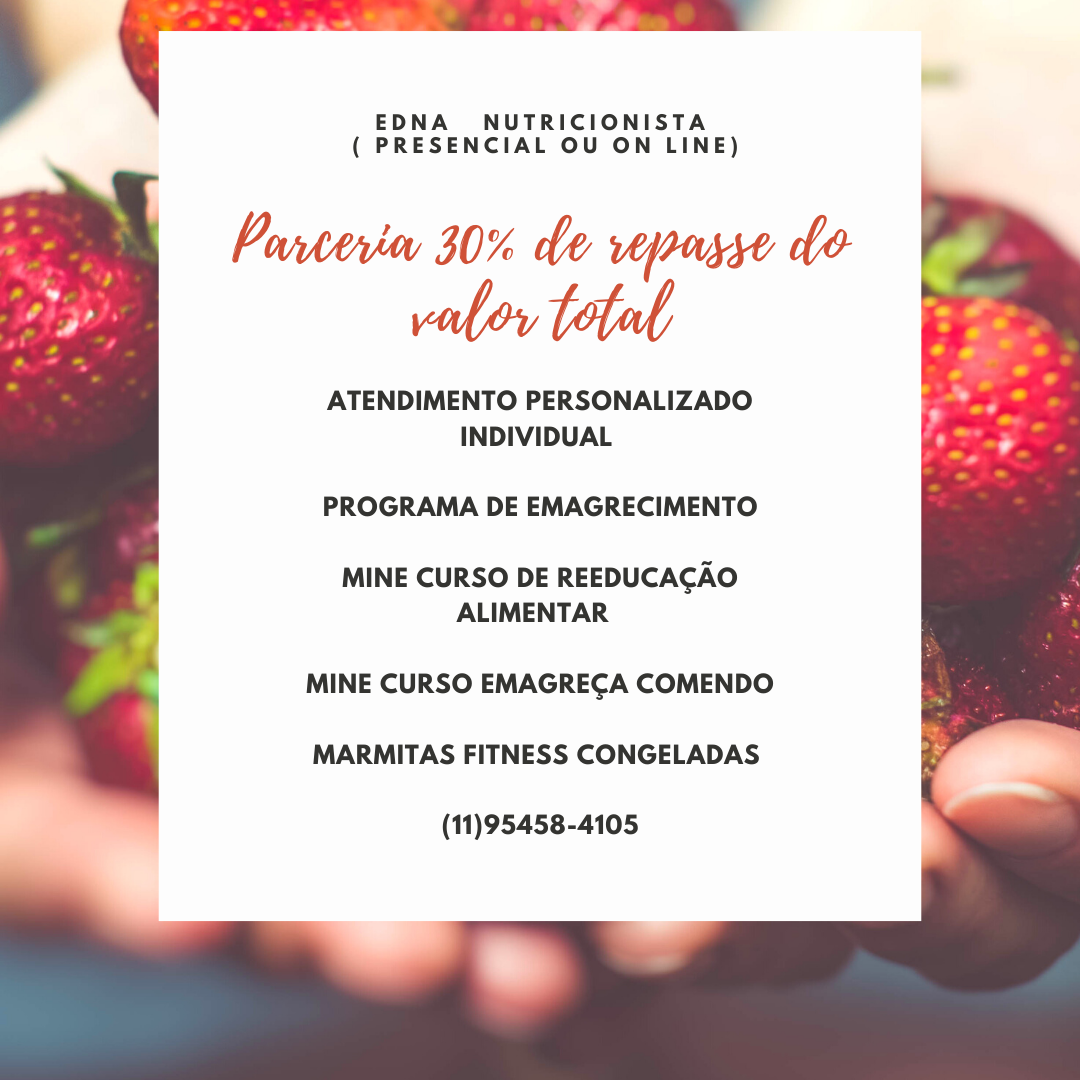 EDNA NUTRICIONISTA
( PRESENCIAL OU ON LINE)
Parceria 30% de repasse do
valor total
ATENDIMENTO PERSONALIZADO
INDIVIDUAL
PROGRAMA DE EMAGRECIMENTO
MINE CURSO DE REEDUCAÇÃO
ALIMENTAR
MINE CURSO EMAGREÇA COMENDO
MARMITAS FITNESS CONGELADAS
(11)95458-4105